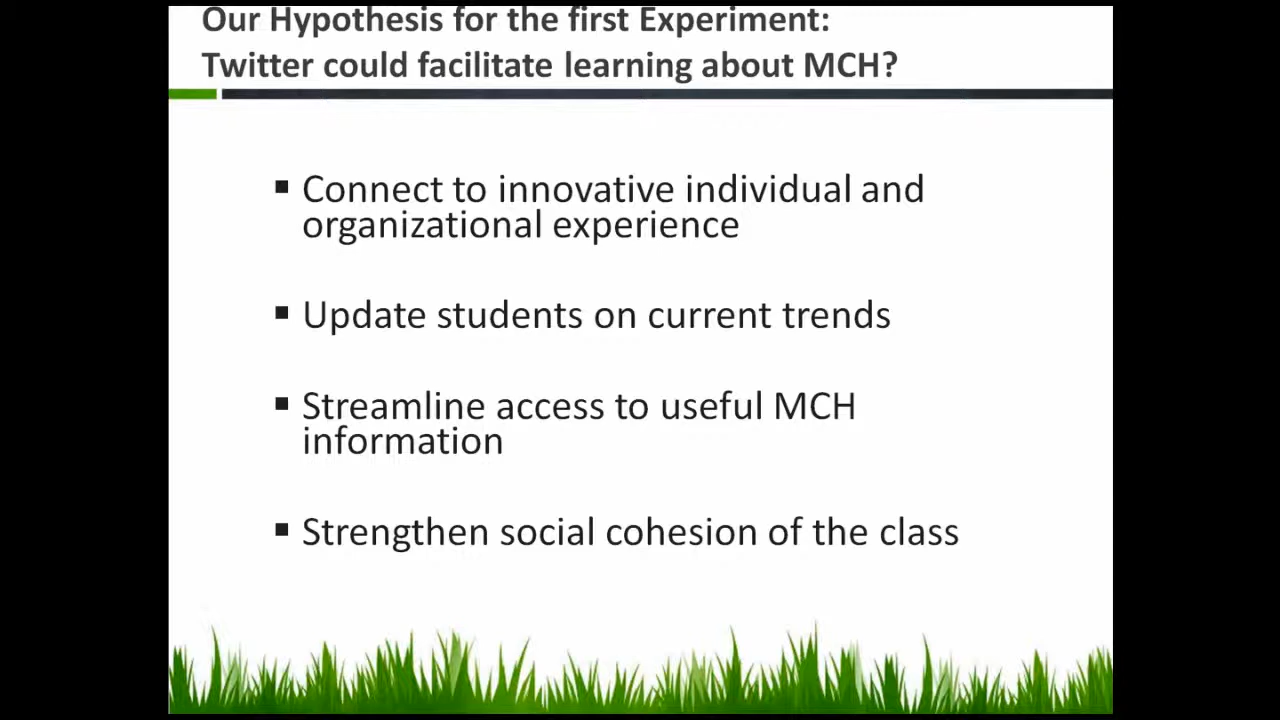 Our Hypothesis for the first Experiment:
Twitter could facilitate learning about MCH?
▪ Connect to innovative individual and
organizational experience
▪ Update students on current trends
▪ Streamline access to useful MCH
information
▪ Strengthen social cohesion of the class